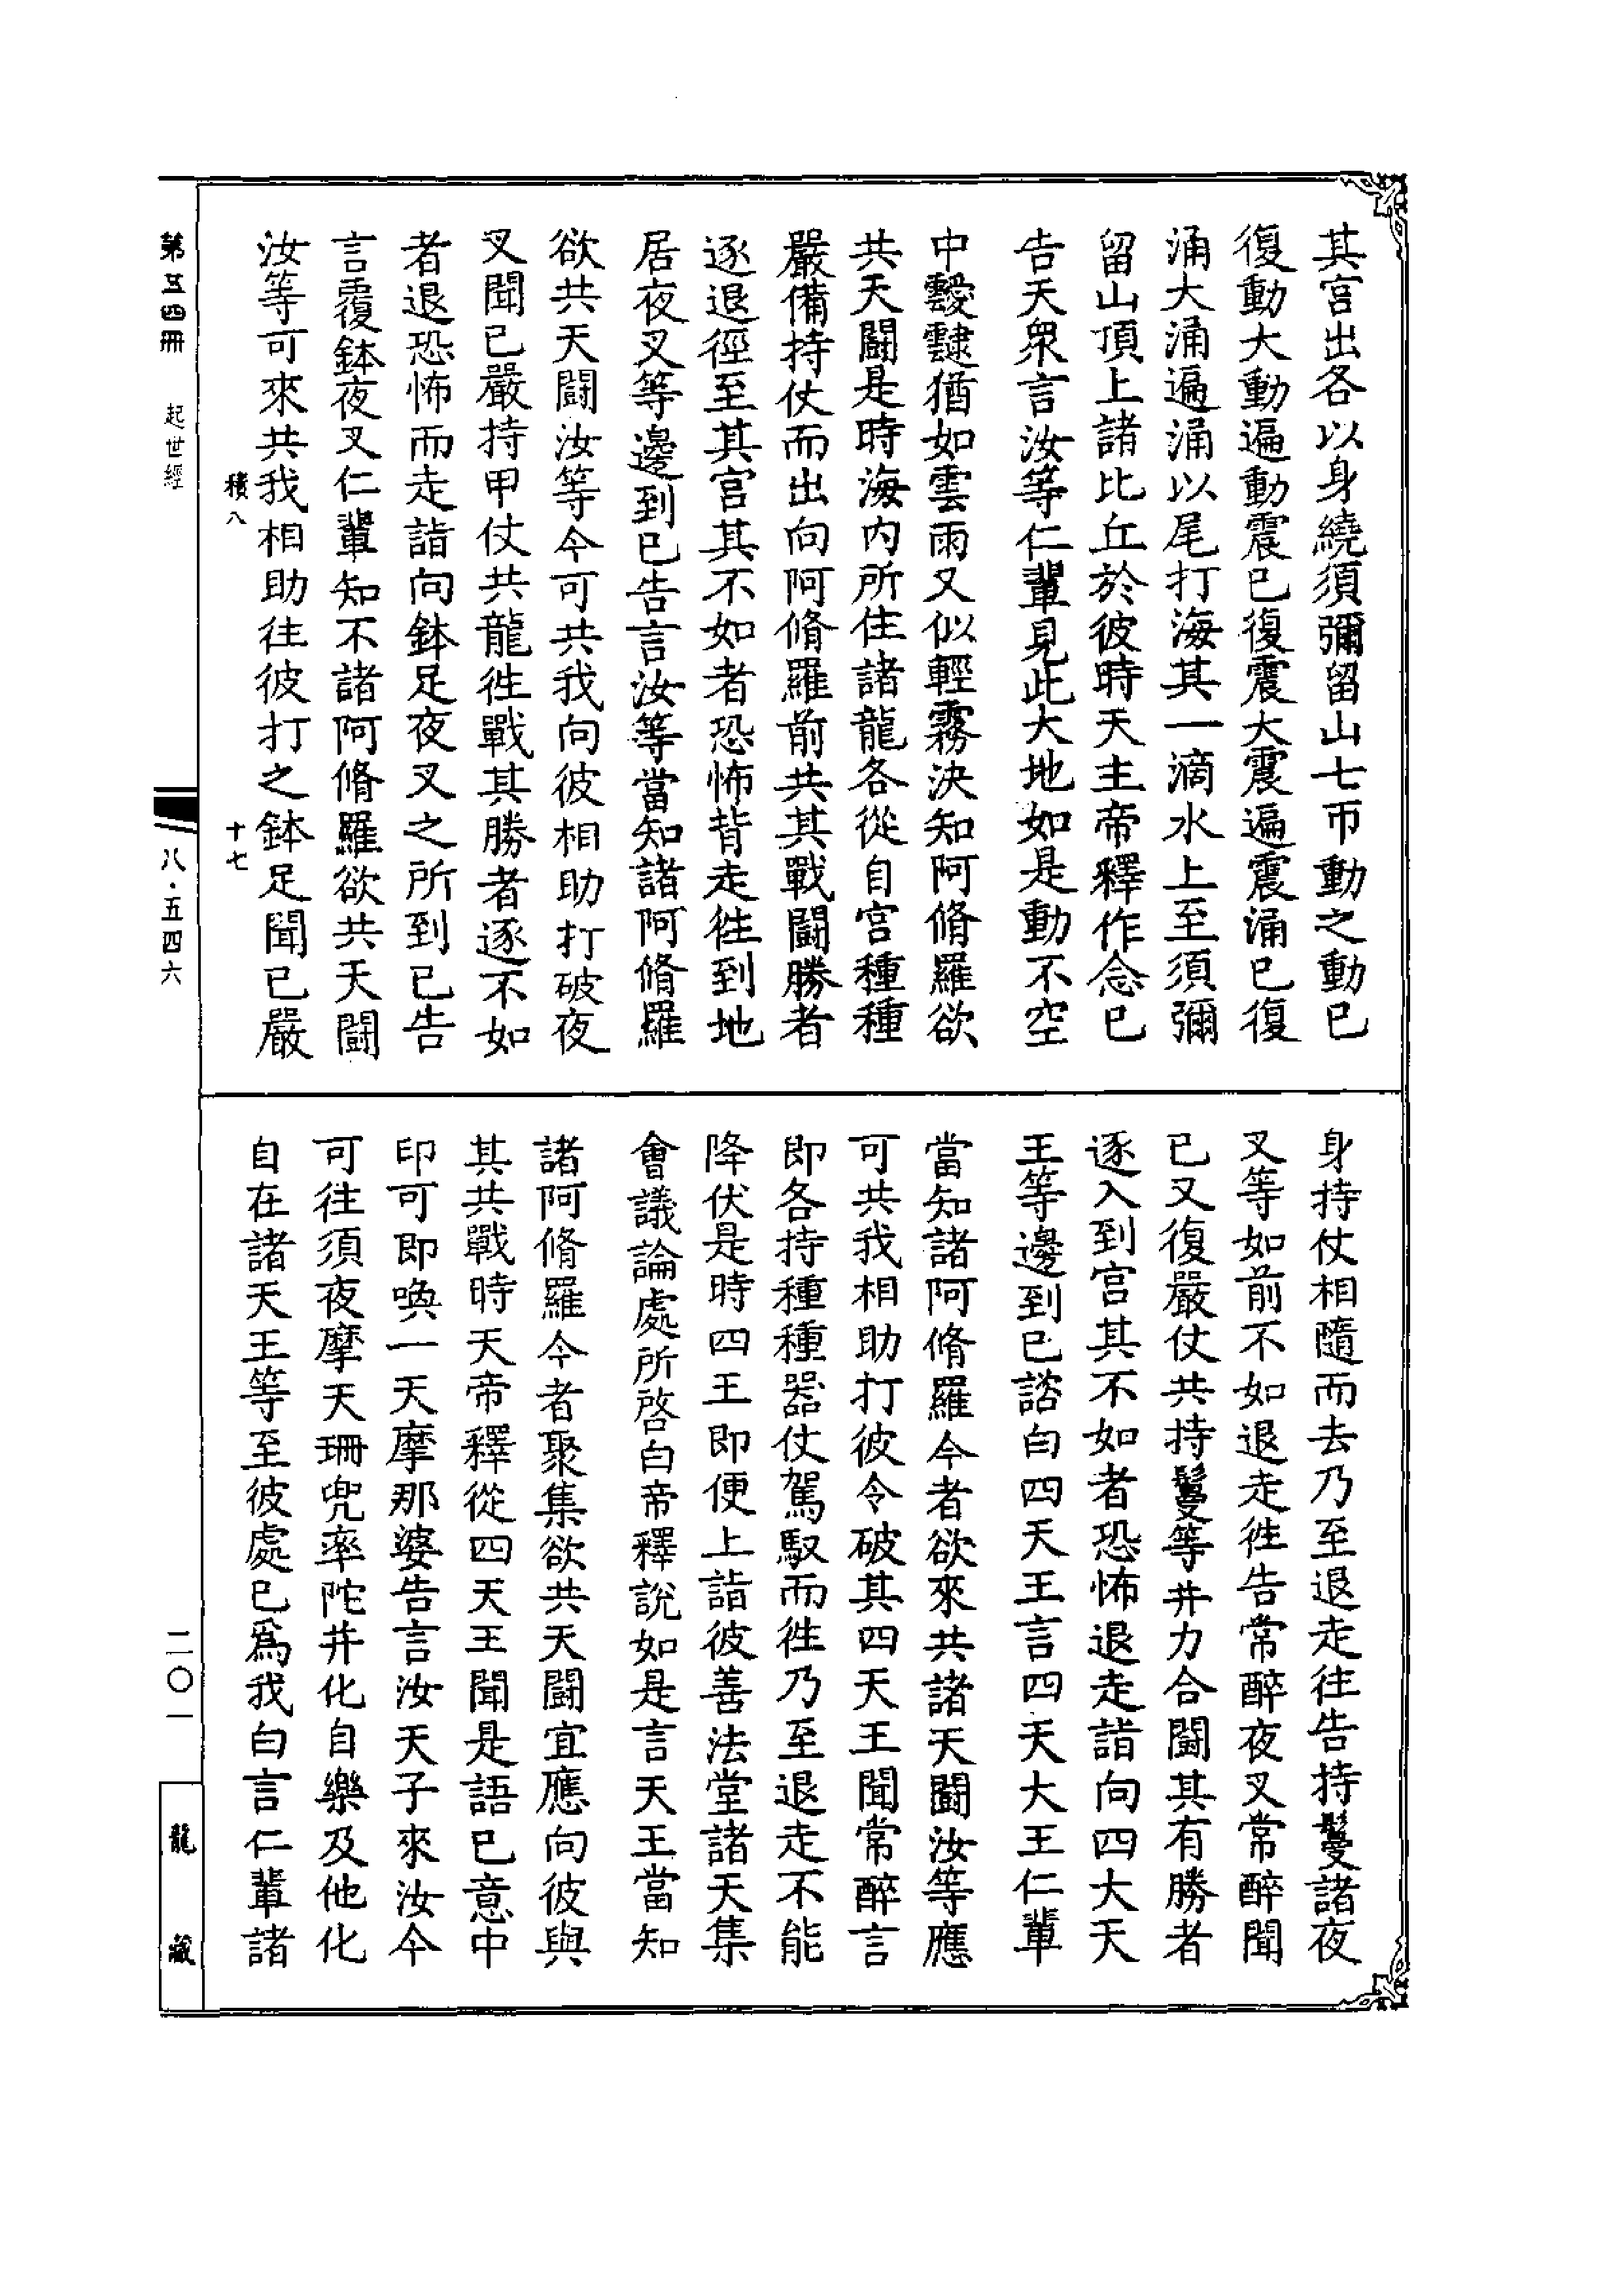 其宮出各以身繞須彌留山七帀動之動已
復動大動遍動震已復震大震遍震涌已復
涌大涌遍涌以尾打海其一滴水上至須彌
留山頂上諸比丘於彼時天主帝釋作念已
告天衆言汝等仁輩見此大地如是動不空
中靉靆猶如雲雨又似輕霧決知阿脩羅欲
共天鬭是時海内所住諸龍各從自宮種種
嚴備持仗而出向阿脩羅前共其戰鬭勝者
逐退徑至其宮其不如者恐怖背走徃到地
居夜叉等邊到已告言汝等當知諸阿脩羅
欲共天鬭汝等今可共我向彼相助打破夜
叉聞已嚴持甲仗共龍徃戰其勝者逐不如
者退恐怖而走詣向鉢足夜叉之所到已告
言覆鉢夜叉仁輩知不諸阿脩羅欲共天鬭
汝等可來共我相助往彼打之鉢足聞已嚴
積八
十七
身持仗相隨而去乃至退走往告持鬘諸夜
叉等如前不如退走徃告常醉夜叉常醉聞
已又復嚴仗共持鬘等并力合鬭其有勝者
逐入到宮其不如者恐怖退走詣向四大天
王等邊到已諮白四天王言四天大王仁輩
當知諸阿脩羅今者欲來共諸天鬭汝等應
可共我相助打彼令破其四天王聞常醉言
即各持種種器仗駕馭而徃乃至退走不能
降伏是時四王即便上詣彼善法堂諸天集
會議論處所啓白帝釋說如是言天王當知
諸阿脩羅今者聚集欲共天鬭宜應向彼與
其共戰時天帝釋從四天王聞是語已意中
印可即喚一天摩那婆告言汝天子來汝今
可往須夜摩天珊兜率陀并化自樂及他化
自在諸天王等至彼處已爲我白言仁輩諸
第五四冊 起世經
八·五四六
二〇一
龍藏